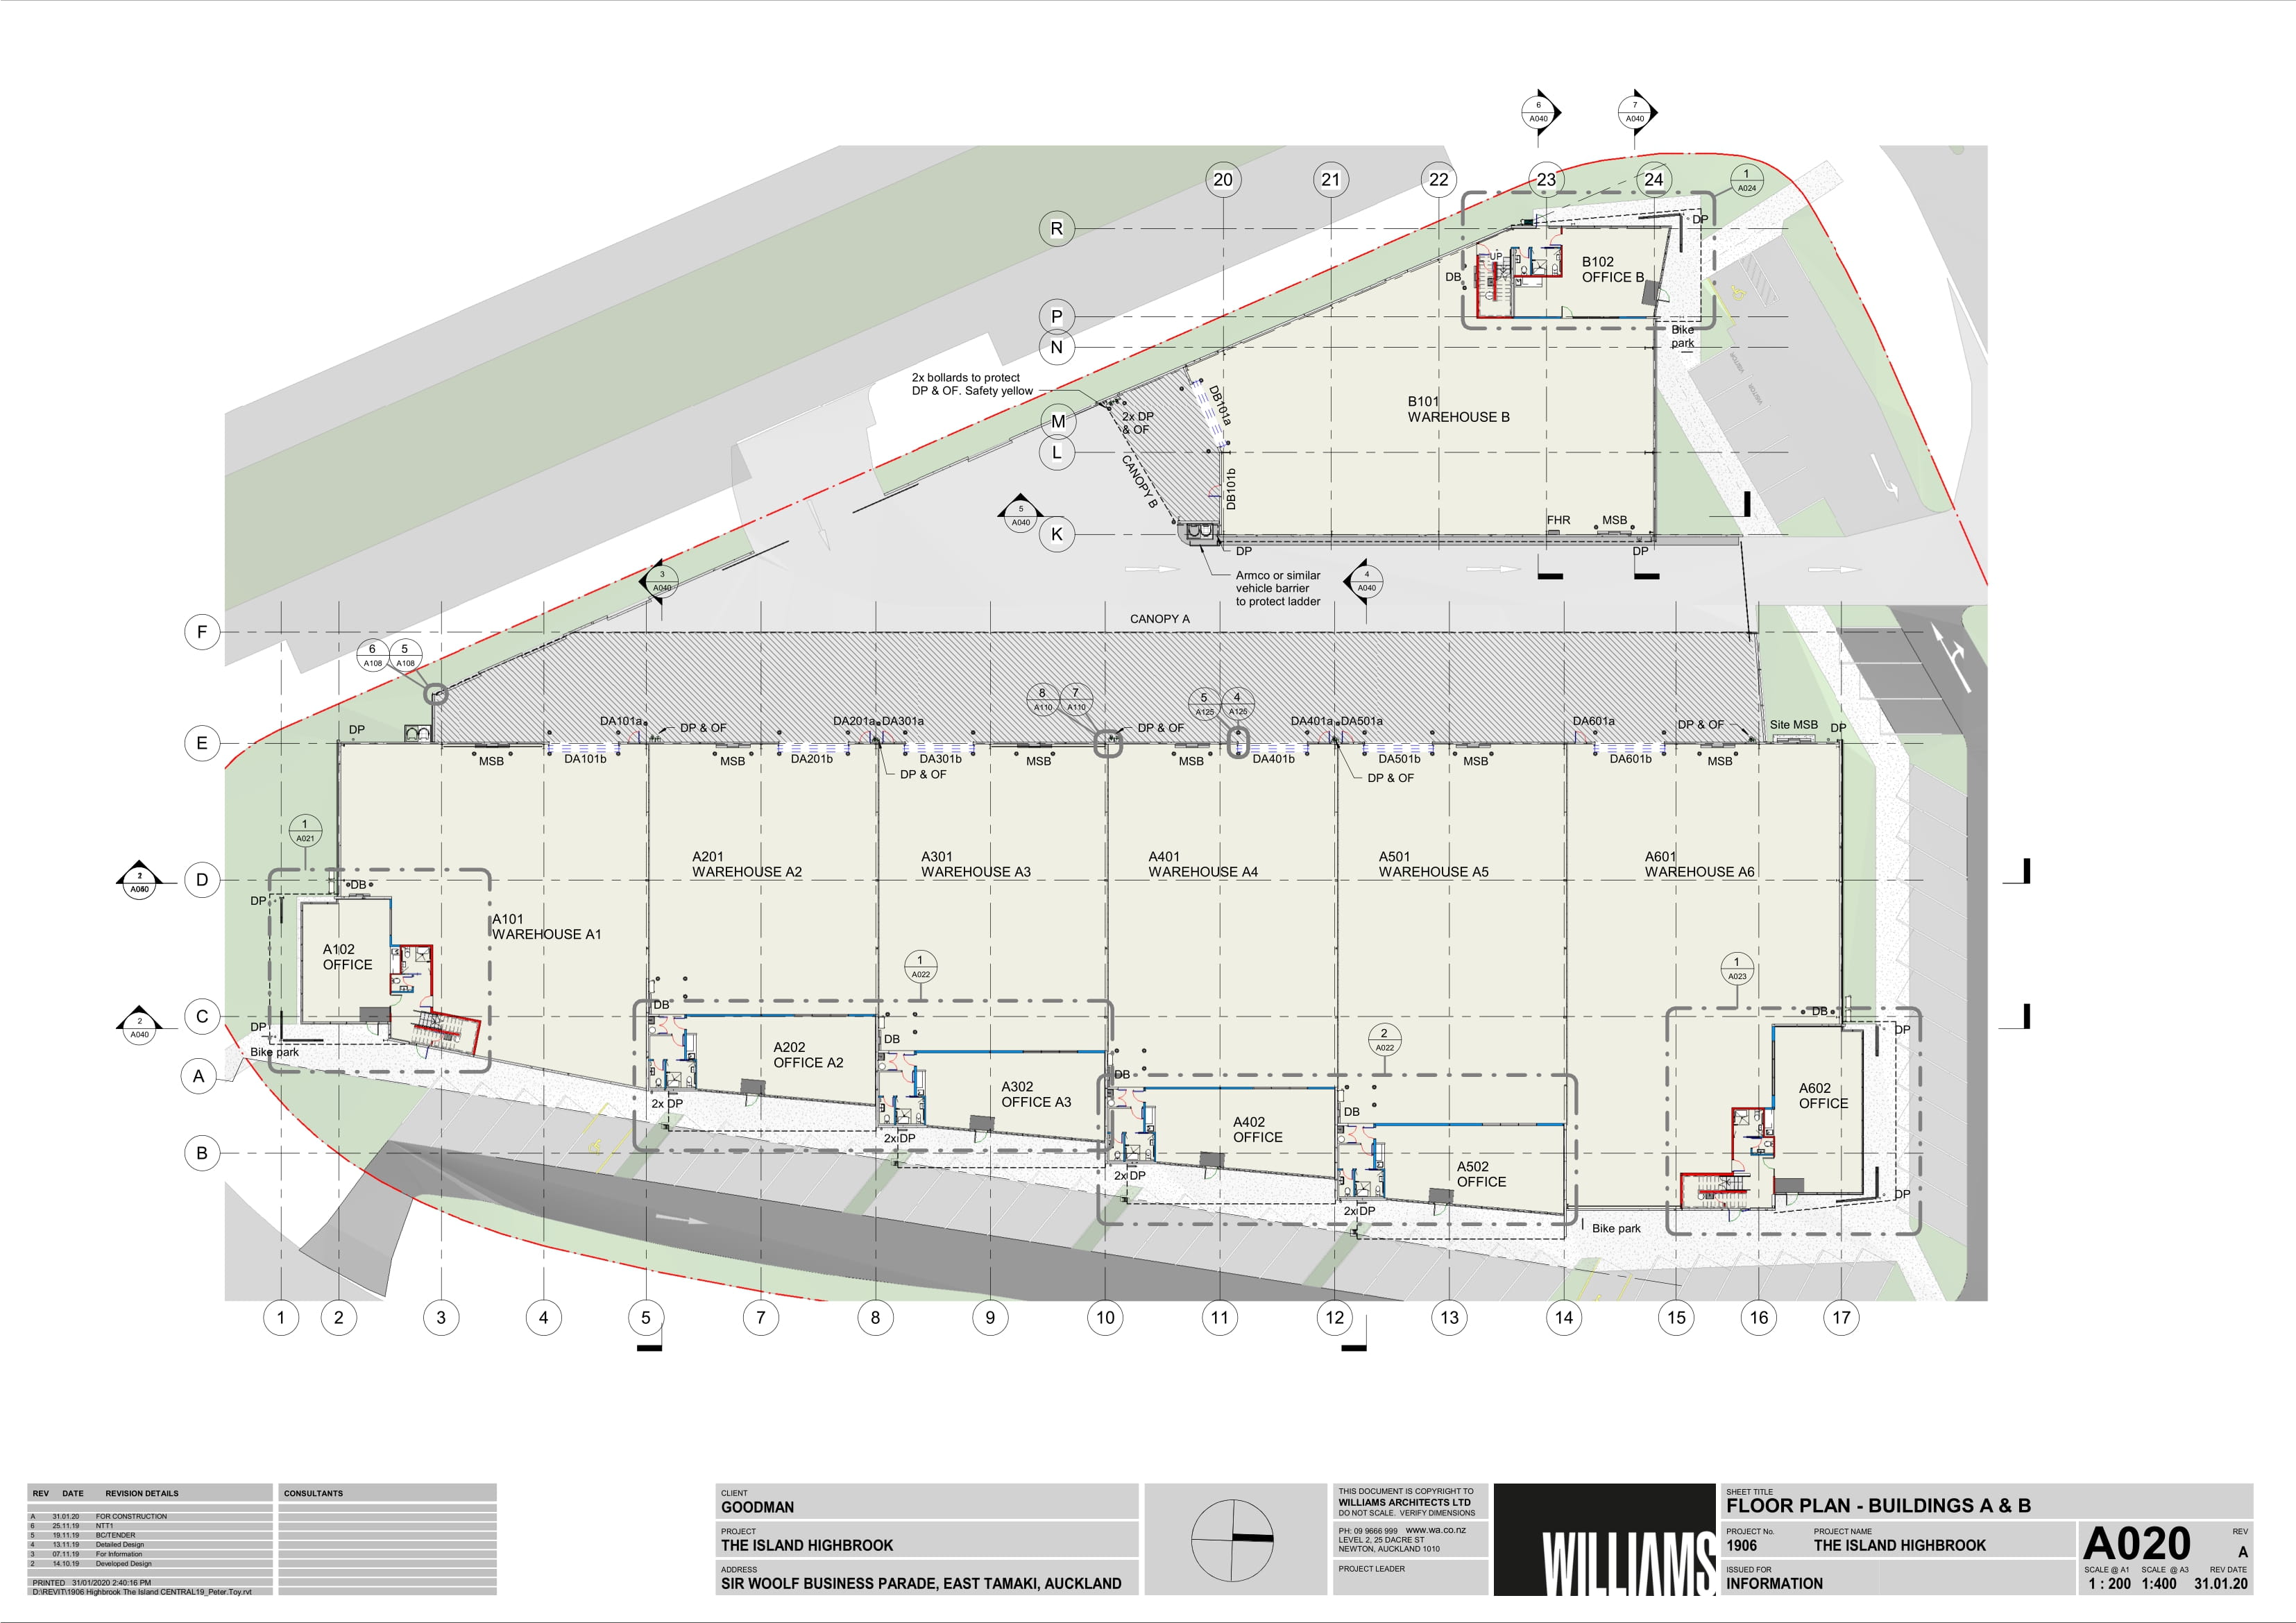 6
A040
7
A040
20
21
22
23
24
1
A024
R
DP
UP
B102
OFFICE B
DB
P
N
Bike
park
2x bollards to protect
DP & OF. Safety yellow
DB101a
B101
WAREHOUSE B
M
2x DP
& OF
L
CANOPY B
DB101b
VISITOR
VISITOR
5
A040
K
FHR
MSB
DP
DP
Armco or similar
vehicle barrier
to protect ladder
3
A040
4
A040
CANOPY A
F
6
A108
5
A108
8
A110
7
A110
5
A125
4
A125
DP
DA101a
DP & OF
DA201a
DA301a
DP & OF
DA401a
DA501a
DA601a
DP & OF
Site MSB
DP
E
MSB
DA101b
MSB
DA201b
DA301b
MSB
MSB
DA401b
DA501b
MSB
DA601b
MSB
DP & OF
DP & OF
1
A021
A201
WAREHOUSE A2
A301
WAREHOUSE A3
A401
WAREHOUSE A4
A501
WAREHOUSE A5
A601
WAREHOUSE A6
D
DB
DP
A101
WAREHOUSE A1
A102
OFFICE
1
A022
1
A023
2
A040
C
DB
DB
DP
DP
Bike park
DB
2
A022
A202
OFFICE A2
A
DB
A302
OFFICE A3
A602
OFFICE
2x DP
DB
A402
OFFICE
2x DP
B
A502
OFFICE
2x DP
DP
2x DP
Bike park
1
2
3
4
5
7
8
9
10
11
12
13
14
15
16
17
REV DATE REVISION DETAILS
A 31.01.20 FOR CONSTRUCTION
6 25.11.19 NTT1
5 19.11.19 BC/TENDER
4 13.11.19 Detailed Design
3 07.11.19 For Information
2 14.10.19 Developed Design
PRINTED 31/01/2020 2:40:16 PM
D:\REVIT\1906 Highbrook The Island CENTRAL19_Peter.Toy.rvt
CONSULTANTS
CLIENT
GOODMAN
PROJECT
THE ISLAND HIGHBROOK
ADDRESS
SIR WOOLF BUSINESS PARADE, EAST TAMAKI, AUCKLAND
THIS DOCUMENT IS COPYRIGHT TO
WILLIAMS ARCHITECTS LTD
DO NOT SCALE. VERIFY DIMENSIONS
PH: 09 9666 999 www.wa.co.nz
LEVEL 2, 25 DACRE ST
NEWTON, AUCKLAND 1010
PROJECT LEADER
WILLIAMS
SHEET TITLE
FLOOR PLAN - BUILDINGS A & B
PROJECT No.
1906
PROJECT NAME
THE ISLAND HIGHBROOK
ISSUED FOR
INFORMATION
A020
REV
A
SCALE @ A1 SCALE @ A3 REV DATE
1 : 200 1:400 31.01.20